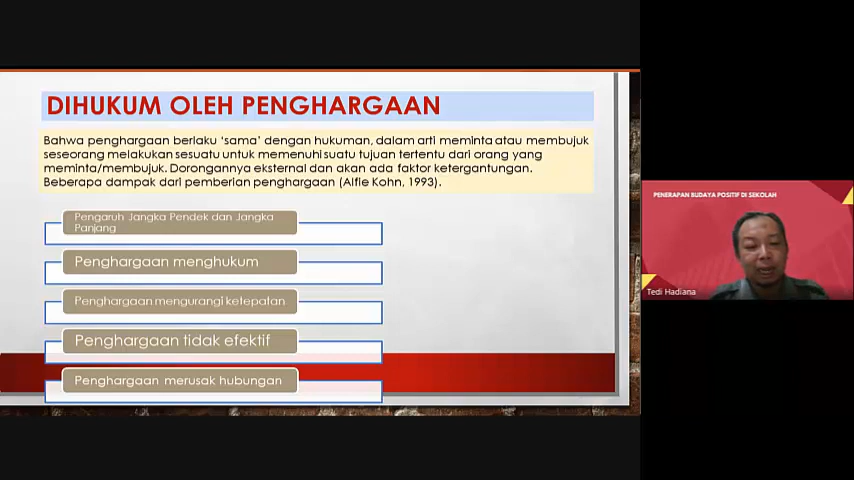 DIHUKUM OLEH PENGHARGAAN
Bahwa penghargaan berlaku ‘sama’ dengan hukuman, dalam arti meminta atau membujuk
seseorang melakukan sesuatu untuk memenuhi suatu tujuan tertentu dari orang yang
meminta/membujuk. Dorongannya eksternal dan akan ada faktor ketergantungan.
Beberapa dampak dari pemberian penghargaan (Alfie Kohn, 1993).
Pengaruh Jangka Pendek dan Jangka
Panjang
Penghargaan menghukum
Penghargaan mengurangi ketepatan
Penghargaan tidak efektif
Penghargaan merusak hubungan
PENERAPAN BUDAYA POSITIF DI SEKOLAH
Tedi Hadiana